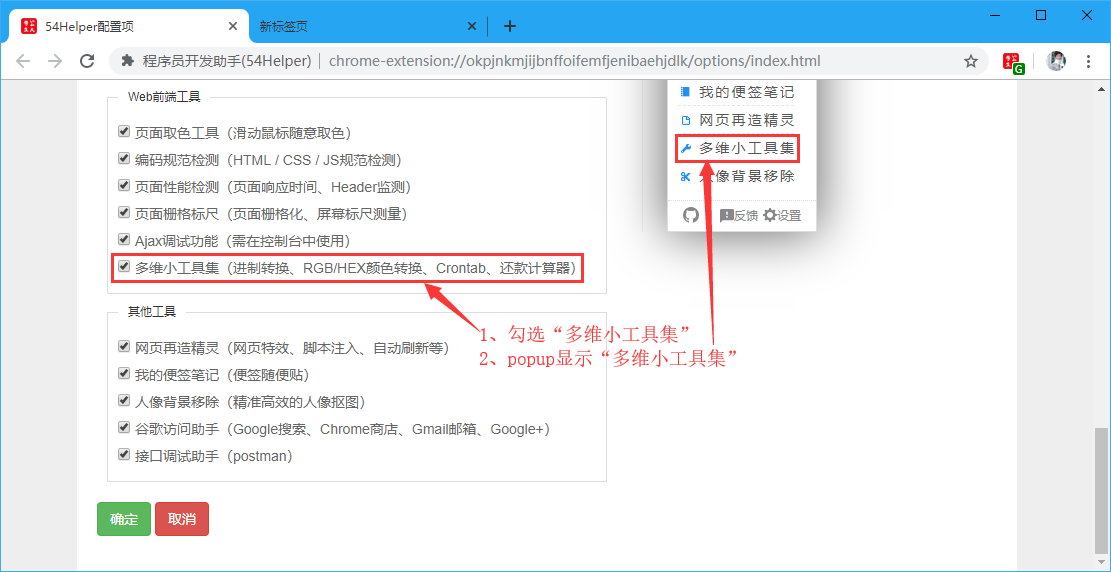 54Helper配置项
新标签页
程序员开发助手(54Helper) | chrome-extension://okpjnkmjijbnffoifemfjenibaehjdlk/options/index.html
G
Web前端工具
页面取色工具（滑动鼠标随意取色）
编码规范检测（HTML / CSS / JS规范检测）
页面性能检测（页面响应时间、Header监测）
页面栅格标尺（页面栅格化、屏幕标尺测量）
Ajax调试功能（需在控制台中使用）
多维小工具集（进制转换、RGB/HEX颜色转换、Crontab、还款计算器）
我的便签笔记
网页再造精灵
多维小工具集
人像背景移除
反馈 设置
1、勾选“多维小工具集”
2、popup显示“多维小工具集”
其他工具
网页再造精灵（网页特效、脚本注入、自动刷新等）
我的便签笔记（便签随便贴）
人像背景移除（精准高效的人像抠图）
谷歌访问助手（Google搜索、Chrome商店、Gmail邮箱、Google+）
接口调试助手（postman）
确定 取消